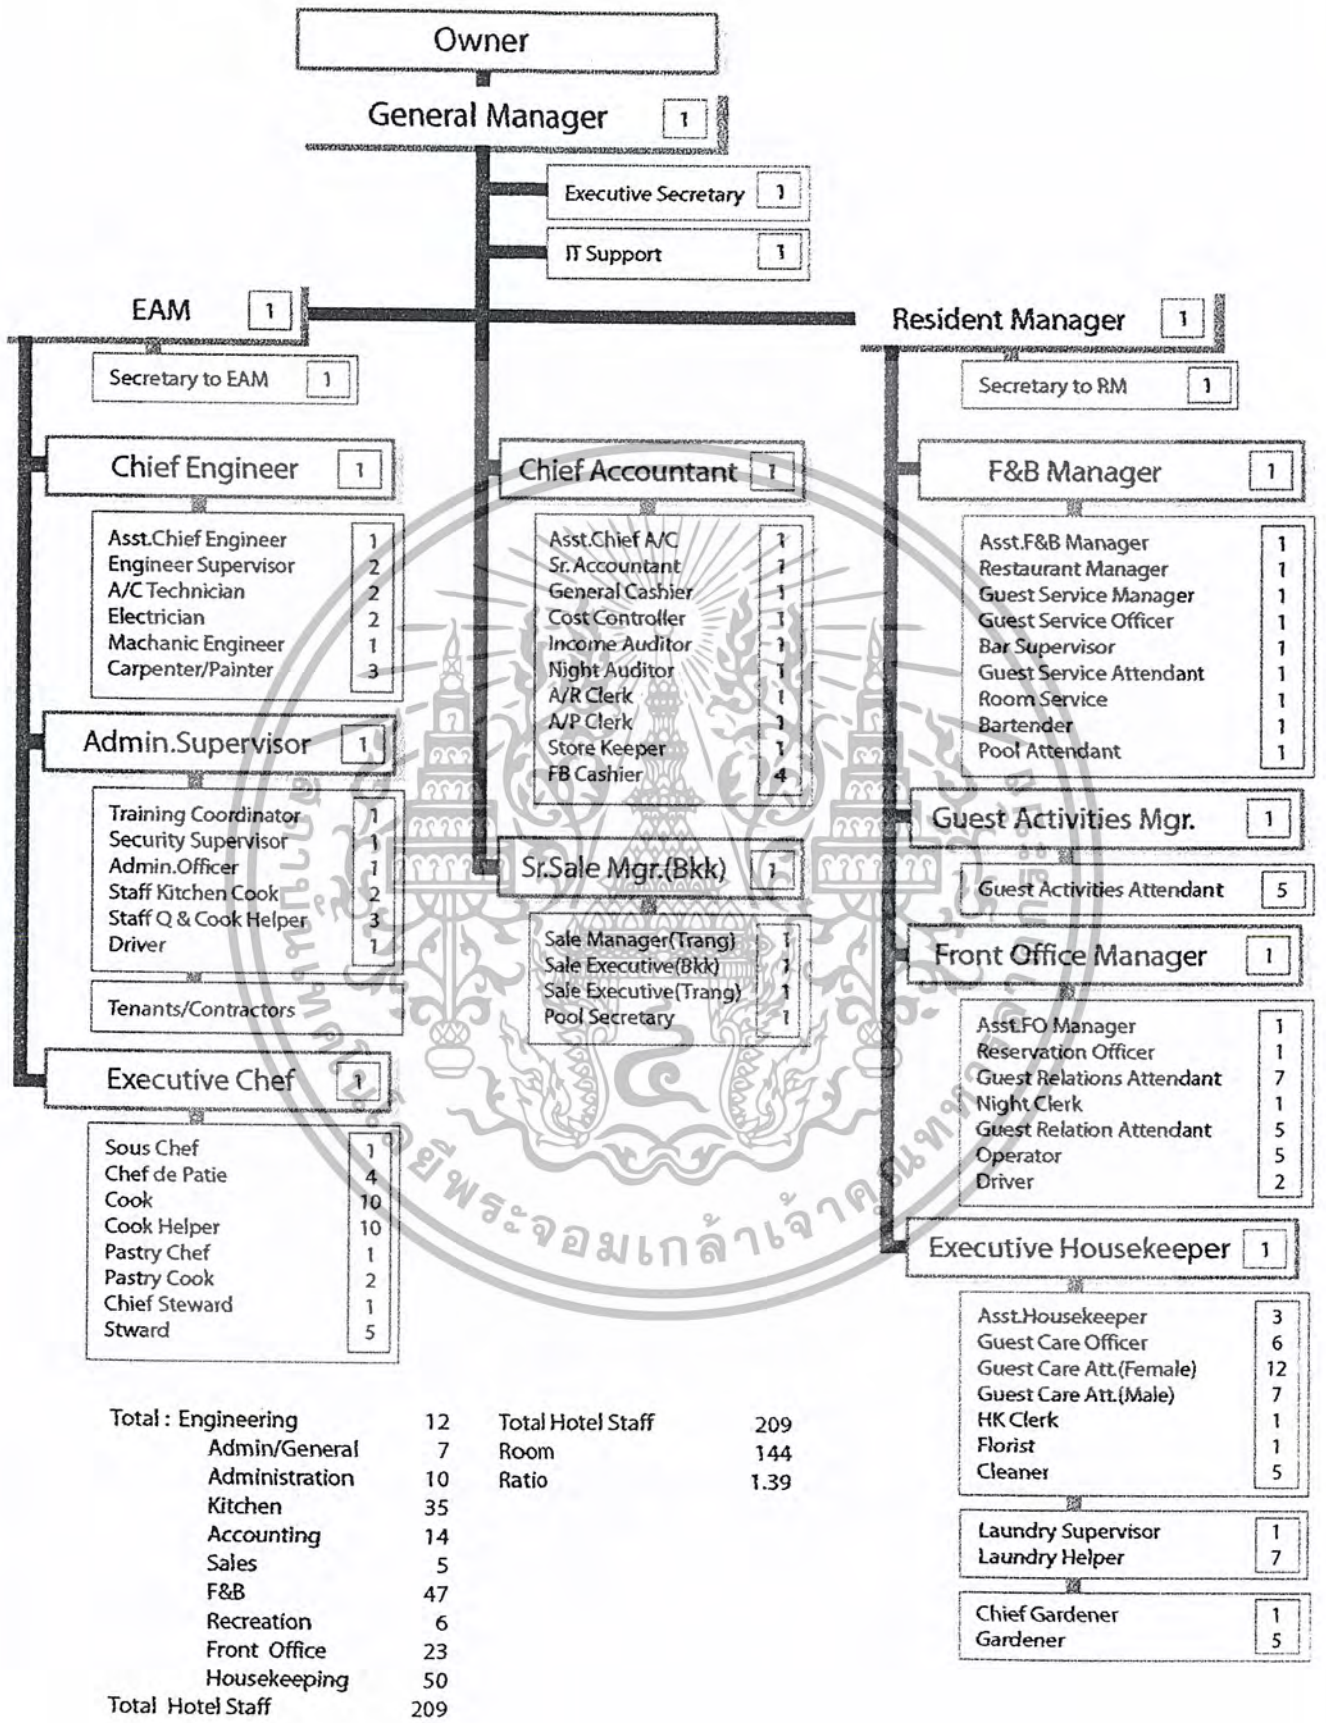 Owner
General Manager 1
Executive Secretary 1
IT Support 1
EAM 1
Resident Manager 1
Secretary to EAM 1
Secretary to RM 1
Chief Engineer 1
Asst.Chief Engineer 1
Engineer Supervisor 2
A/C Technician 2
Electrician 2
Machanic Engineer 1
Carpenter/Painter 3
Admin.Supervisor 1
Training Coordinator 1
Security Supervisor 1
Admin.Officer 1
Staff Kitchen Cook 2
Staff Q & Cook Helper 3
Driver 1
Tenants/Contractors
Executive Chef 1
Sous Chef 1
Chef de Patie 4
Cook 10
Cook Helper 10
Pastry Chef 1
Pastry Cook 2
Chief Steward 1
Stward 5
Chief Accountant 1
Asst.Chief A/C 1
Sr. Accountant 1
General Cashier 1
Cost Controller 1
Income Auditor 1
Night Auditor 1
A/R Clerk 1
A/P Clerk 1
Store Keeper 1
FB Cashier 4
Sr.Sale Mgr.(Bkk) 1
Sale Manager(Trang) 1
Sale Executive(Bkk) 1
Sale Executive(Trang) 1
Pool Secretary 1
F&B Manager 1
Asst.F&B Manager 1
Restaurant Manager 1
Guest Service Manager 1
Guest Service Officer 1
Bar Supervisor 1
Guest Service Attendant 1
Room Service 1
Bartender 1
Pool Attendant 1
Guest Activities Mgr. 1
Guest Activities Attendant 5
Front Office Manager 1
Asst.FO Manager 1
Reservation Officer 1
Guest Relations Attendant 7
Night Clerk 1
Guest Relation Attendant 5
Operator 5
Driver 2
Executive Housekeeper 1
Asst.Housekeeper 3
Guest Care Officer 6
Guest Care Att.(Female) 12
Guest Care Att.(Male) 7
HK Clerk 1
Florist 1
Cleaner 5
Laundry Supervisor 1
Laundry Helper 7
Chief Gardener 1
Gardener 5
Total : Engineering 12
Admin/General 7
Administration 10
Kitchen 35
Accounting 14
Sales 5
F&B 47
Recreation 6
Front Office 23
Housekeeping 50
Total Hotel Staff 209
Total Hotel Staff 209
Room 144
Ratio 1.39